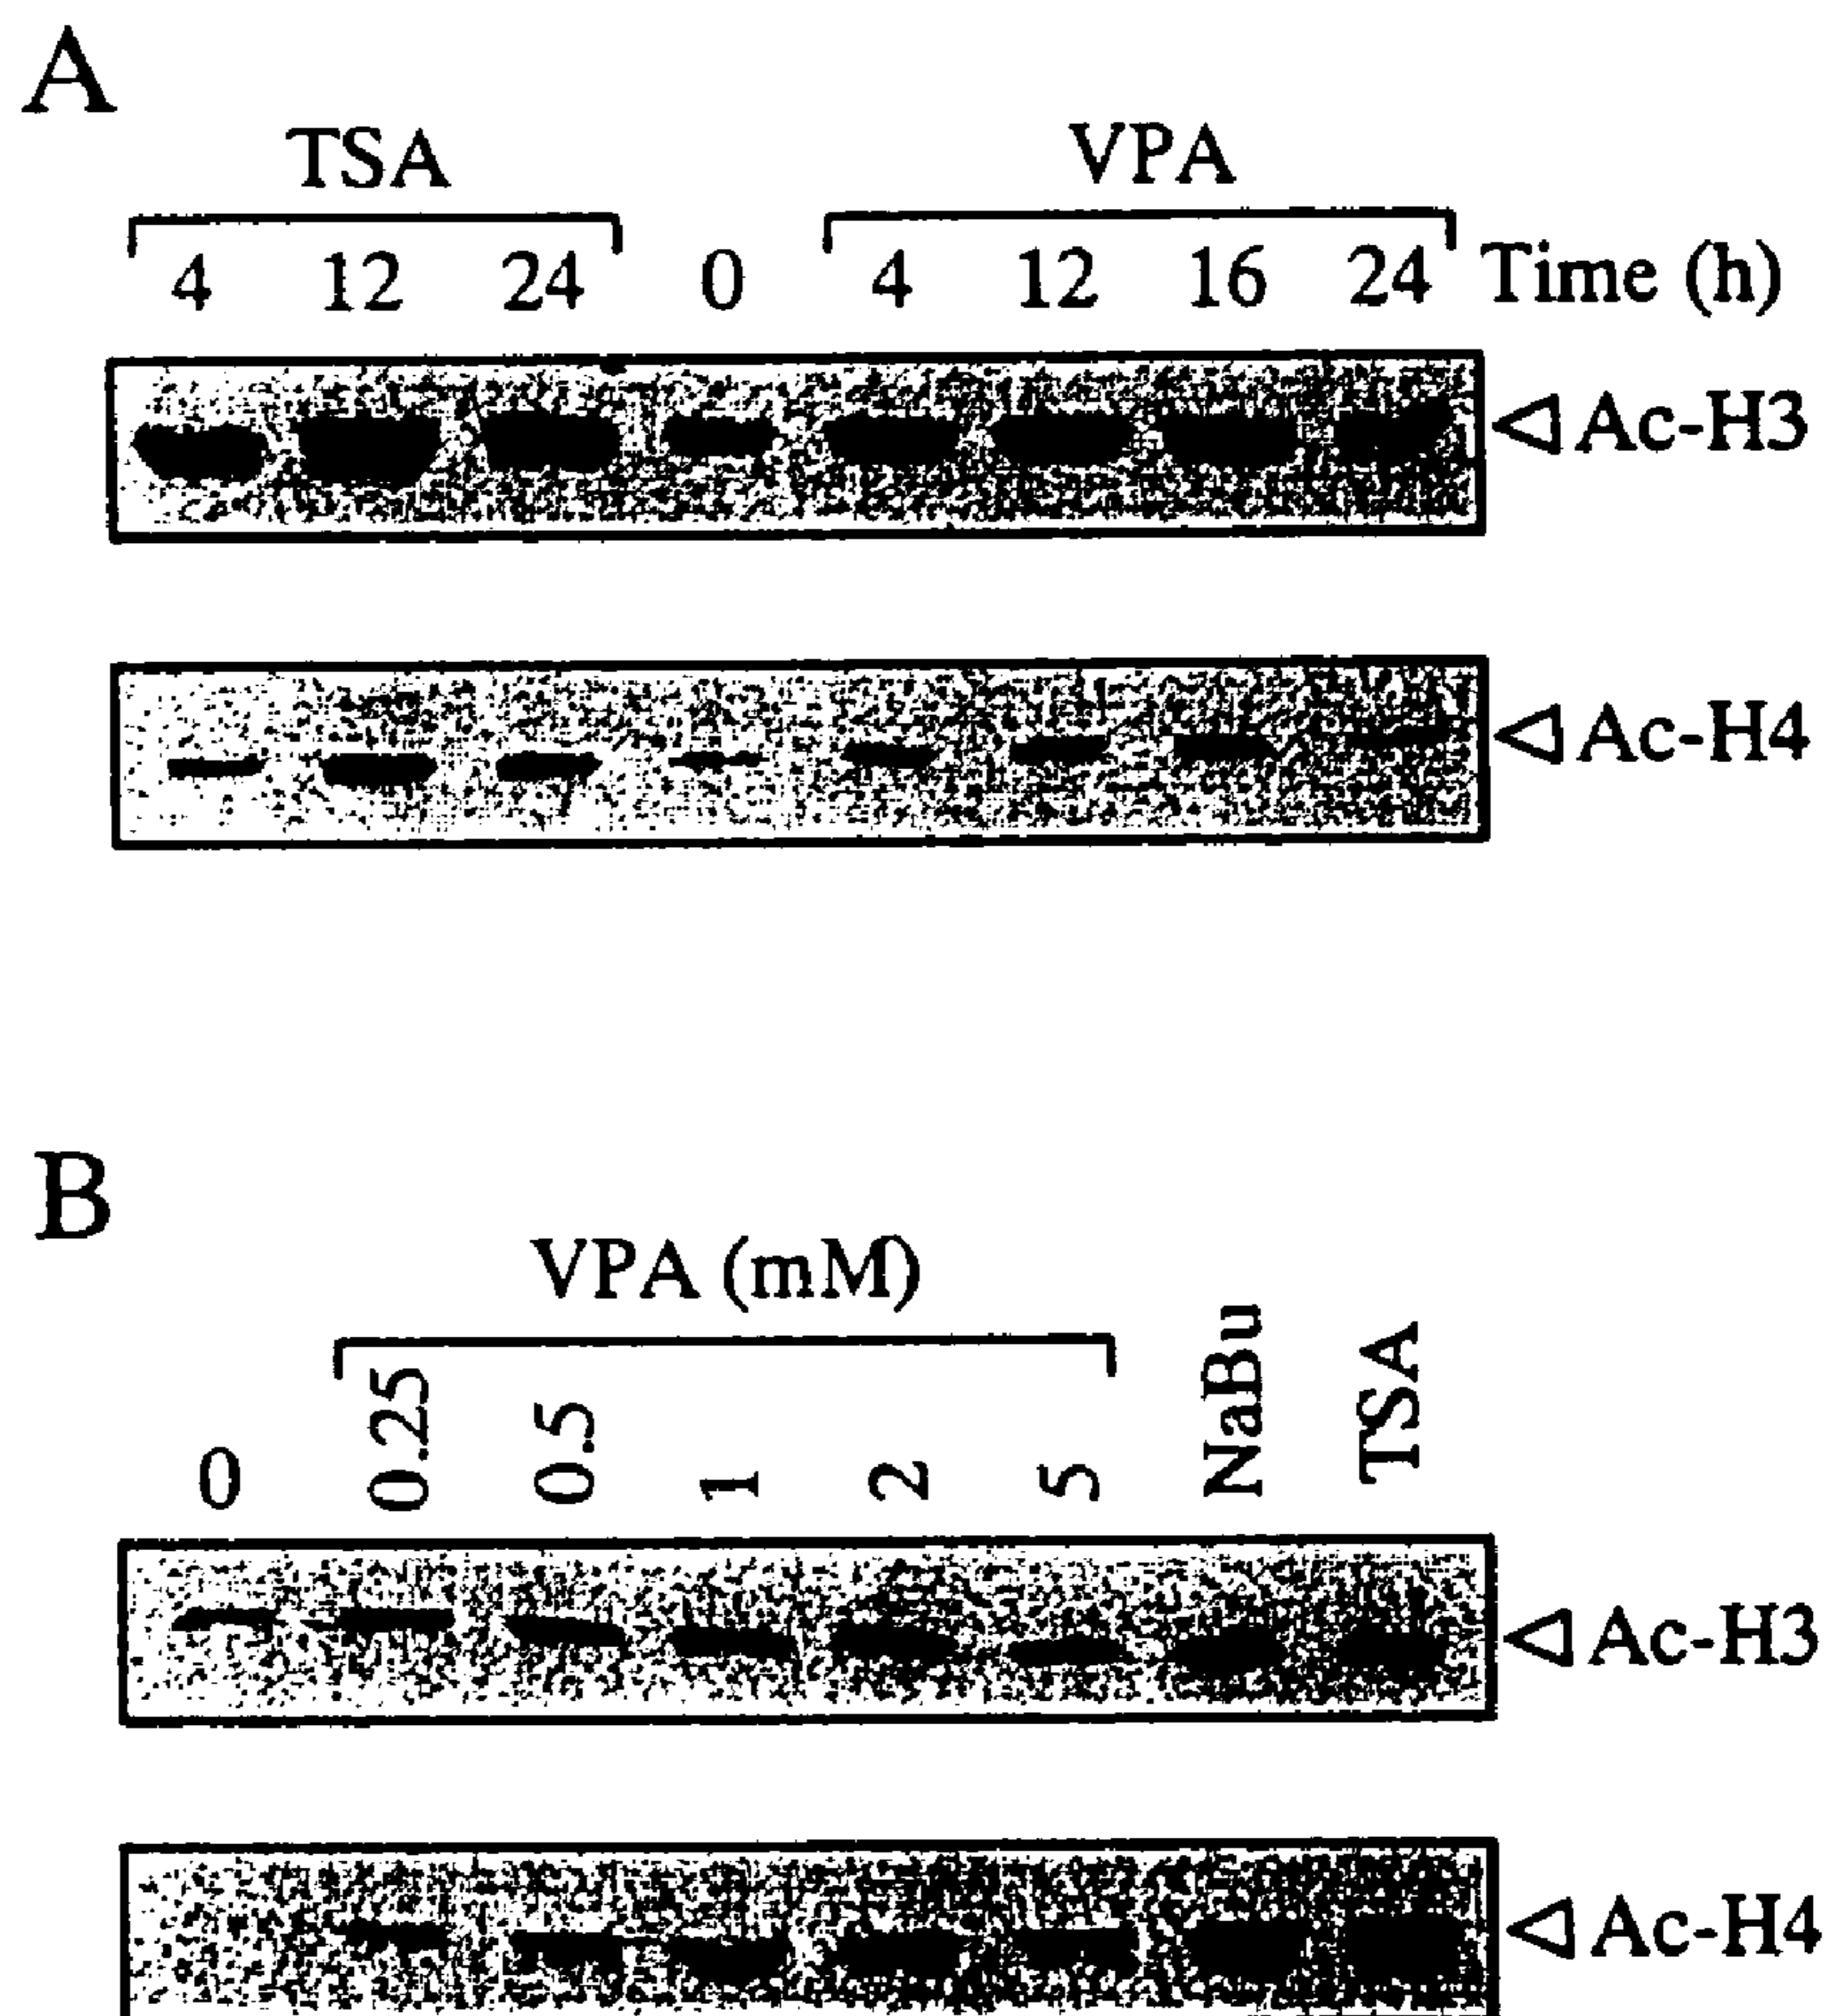 A
TSA VPA
4 12 24 0 4 12 16 24 Time (h)
Ac-H3
Ac-H4
B
VPA (mM)
0 0.25 0.5 1 2 5 NaBu TSA
Ac-H3
Ac-H4